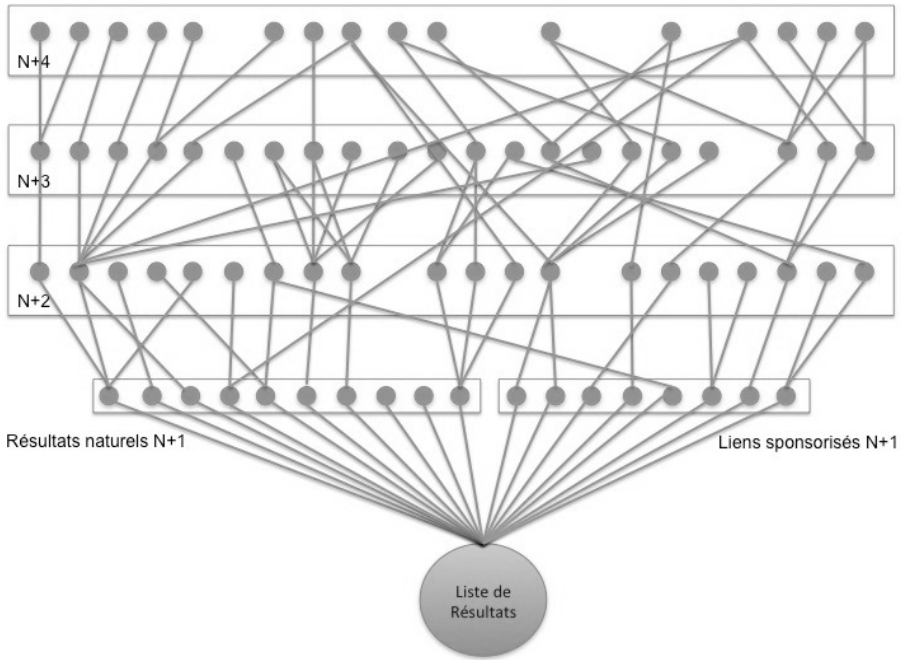 N+4
N+3
N+2
Résultats naturels N+1
Liens sponsorisés N+1
Liste de
Résultats